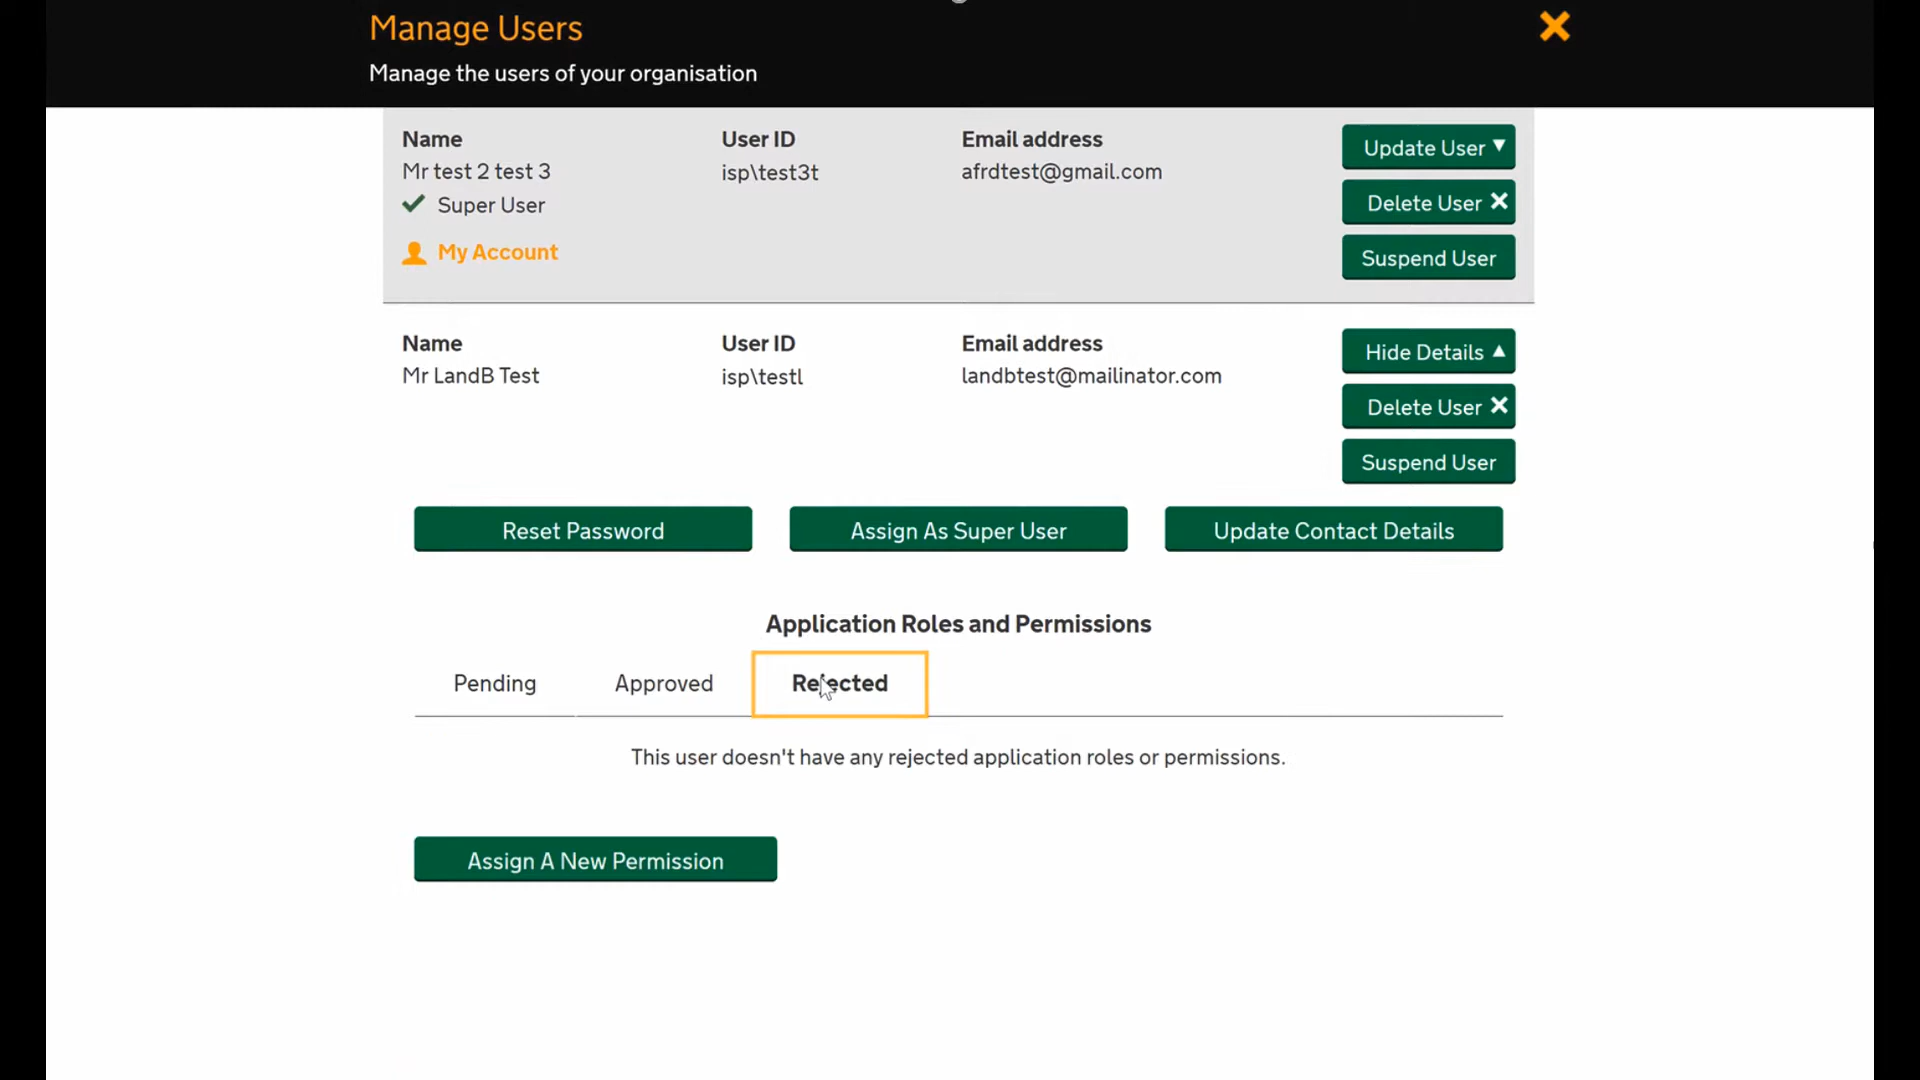 Manage Users
Manage the users of your organisation
Name User ID Email address Update User
Mr test 2 test 3 isp\test3t afrdtest@gmail.com
Super User Delete User
My Account Suspend User
Name User ID Email address Hide Details
Mr LandB Test isp\testl landbtest@mailinator.com
Delete User
Suspend User
Reset Password Assign As Super User Update Contact Details
Application Roles and Permissions
Pending Approved Rejected
This user doesn't have any rejected application roles or permissions.
Assign A New Permission